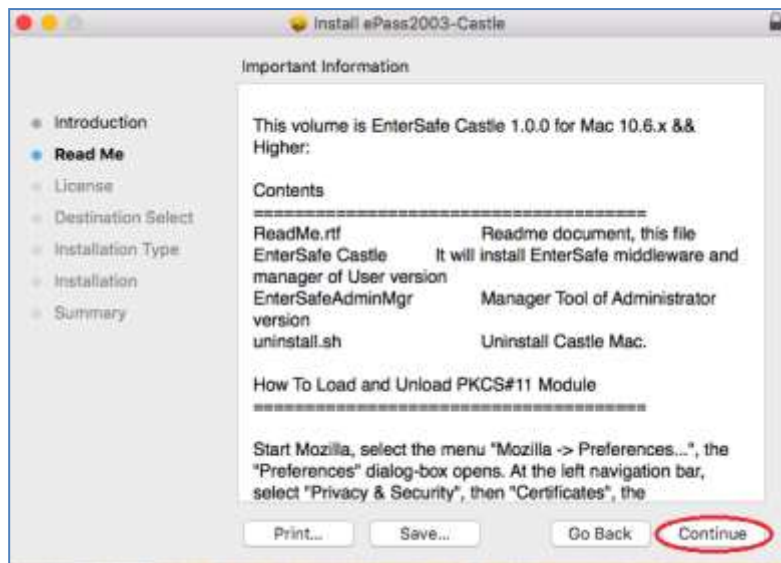 Install ePass2003-Castle
Important Information
Introduction
Read Me
License
Destination Select
Installation Type
Installation
Summary
This volume is EnterSafe Castle 1.0.0 for Mac 10.6.x &&
Higher:
Contents
=======================================
ReadMe.rtf Readme document, this file
EnterSafe Castle It will install EnterSafe middleware and
manager of User version
EnterSafeAdminMgr Manager Tool of Administrator
version
uninstall.sh Uninstall Castle Mac.
How To Load and Unload PKCS#11 Module
=======================================
Start Mozilla, select the menu "Mozilla -> Preferences...", the
"Preferences" dialog-box opens. At the left navigation bar,
select "Privacy & Security", then "Certificates", the
Print... Save... Go Back Continue